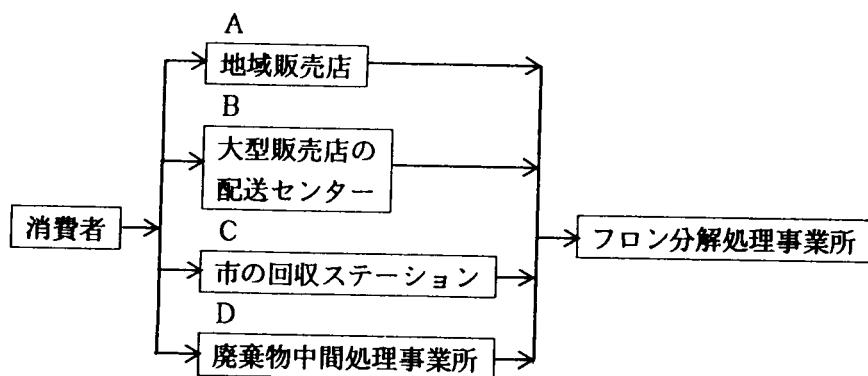 A
地域販売店
B
大型販売店の
配送センター
消費者
C
市の回収ステーション
フロン分解処理事業所
D
廃棄物中間処理事業所